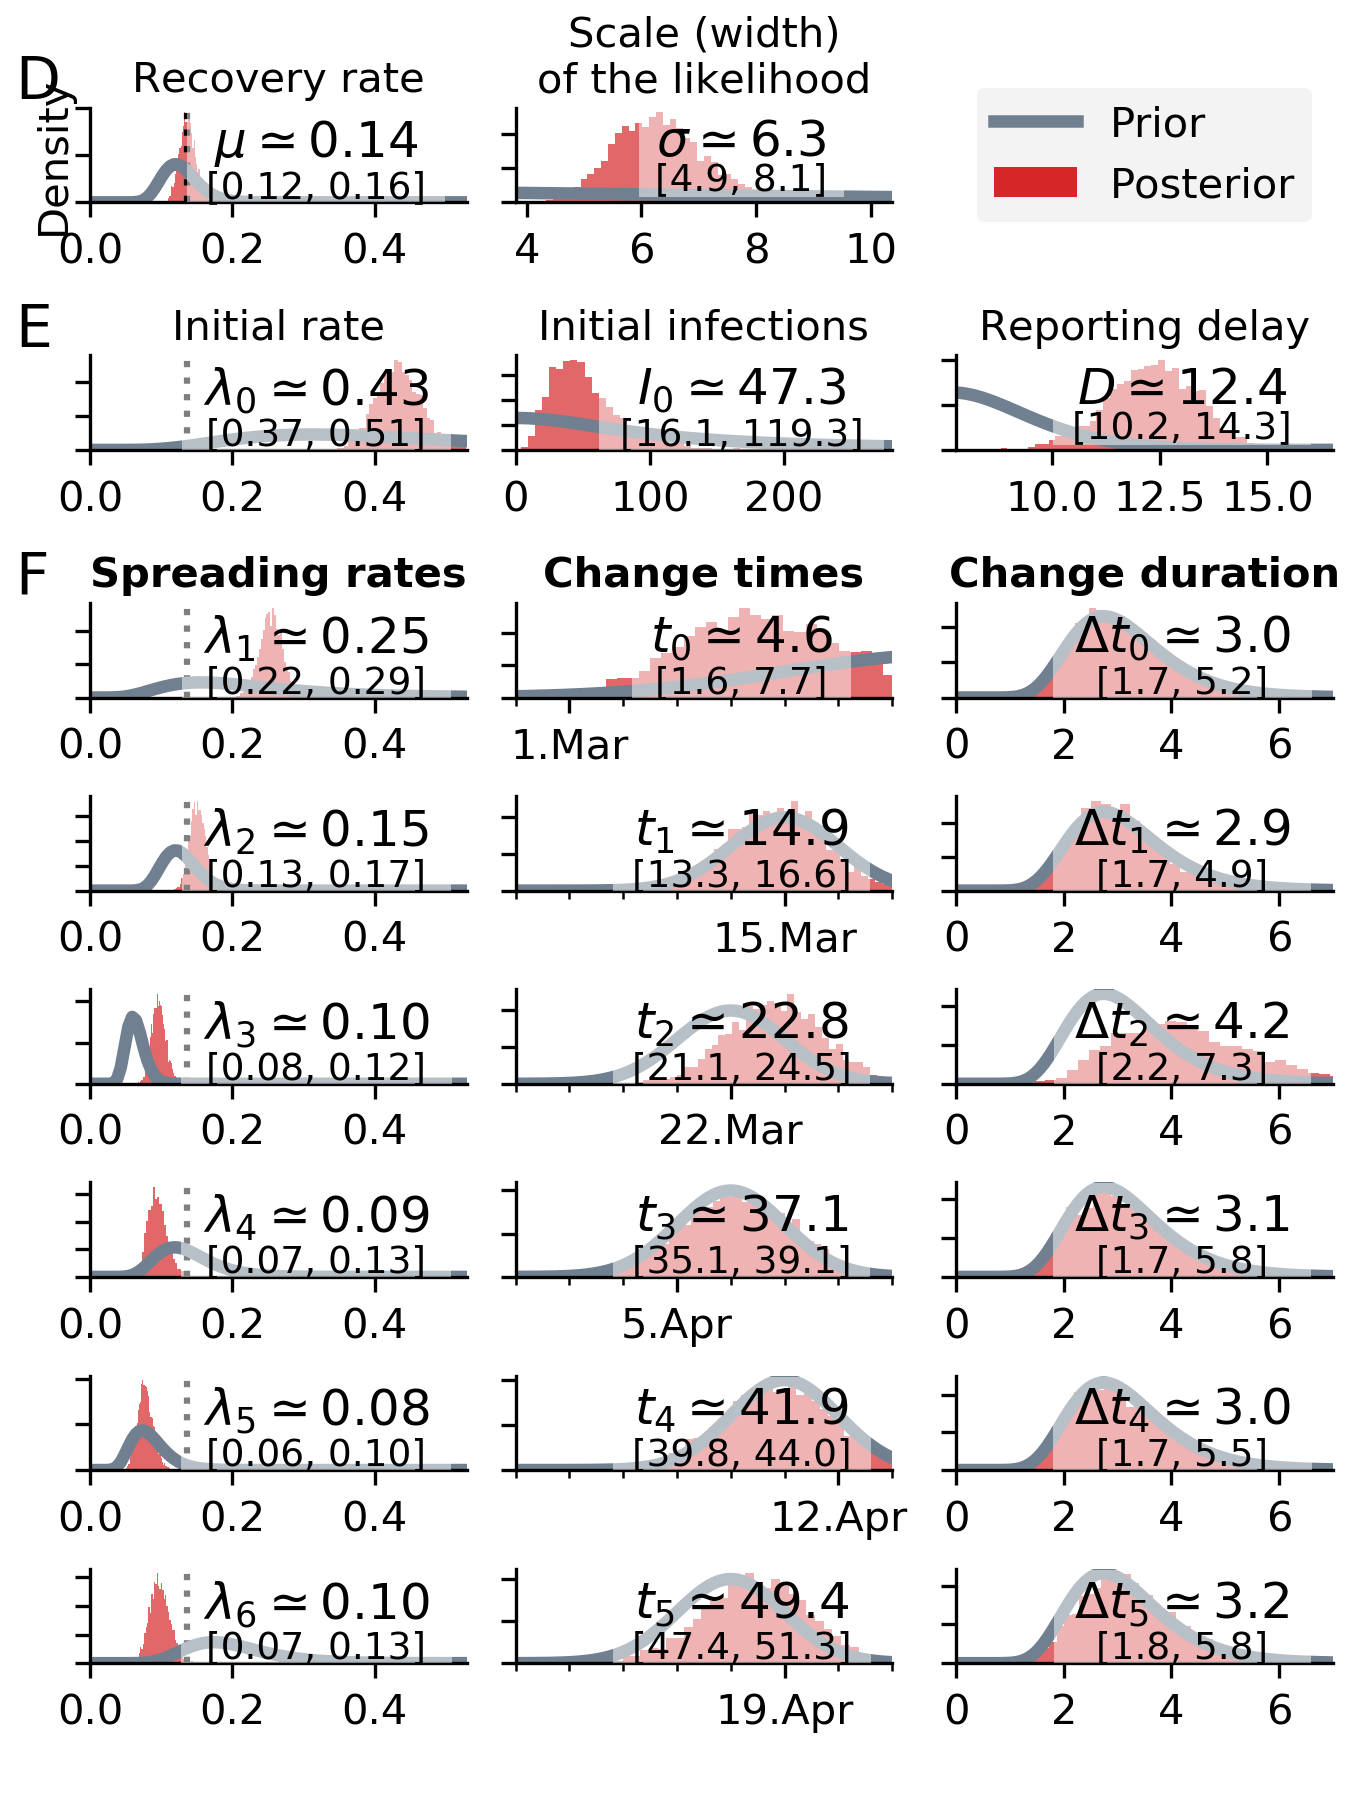 D
Recovery rate
Scale (width)
of the likelihood
Density
μ ≃ 0.14
[0.12, 0.16]
0.0 0.2 0.4
σ ≃ 6.3
[4.9, 8.1]
4 6 8 10
Prior
Posterior
E
Initial rate
λ₀ ≃ 0.43
[0.37, 0.51]
0.0 0.2 0.4
Initial infections
I₀ ≃ 47.3
[16.1, 119.3]
0 100 200
Reporting delay
D ≃ 12.4
[10.2, 14.3]
10.0 12.5 15.0
F
Spreading rates
Change times
Change duration
λ₁ ≃ 0.25
[0.22, 0.29]
0.0 0.2 0.4
t₀ ≃ 4.6
[1.6, 7.7]
1.Mar
Δt₀ ≃ 3.0
[1.7, 5.2]
0 2 4 6
λ₂ ≃ 0.15
[0.13, 0.17]
0.0 0.2 0.4
t₁ ≃ 14.9
[13.3, 16.6]
15.Mar
Δt₁ ≃ 2.9
[1.7, 4.9]
0 2 4 6
λ₃ ≃ 0.10
[0.08, 0.12]
0.0 0.2 0.4
t₂ ≃ 22.8
[21.1, 24.5]
22.Mar
Δt₂ ≃ 4.2
[2.2, 7.3]
0 2 4 6
λ₄ ≃ 0.09
[0.07, 0.13]
0.0 0.2 0.4
t₃ ≃ 37.1
[35.1, 39.1]
5.Apr
Δt₃ ≃ 3.1
[1.7, 5.8]
0 2 4 6
λ₅ ≃ 0.08
[0.06, 0.10]
0.0 0.2 0.4
t₄ ≃ 41.9
[39.8, 44.0]
12.Apr
Δt₄ ≃ 3.0
[1.7, 5.5]
0 2 4 6
λ₆ ≃ 0.10
[0.07, 0.13]
0.0 0.2 0.4
t₅ ≃ 49.4
[47.4, 51.3]
19.Apr
Δt₅ ≃ 3.2
[1.8, 5.8]
0 2 4 6